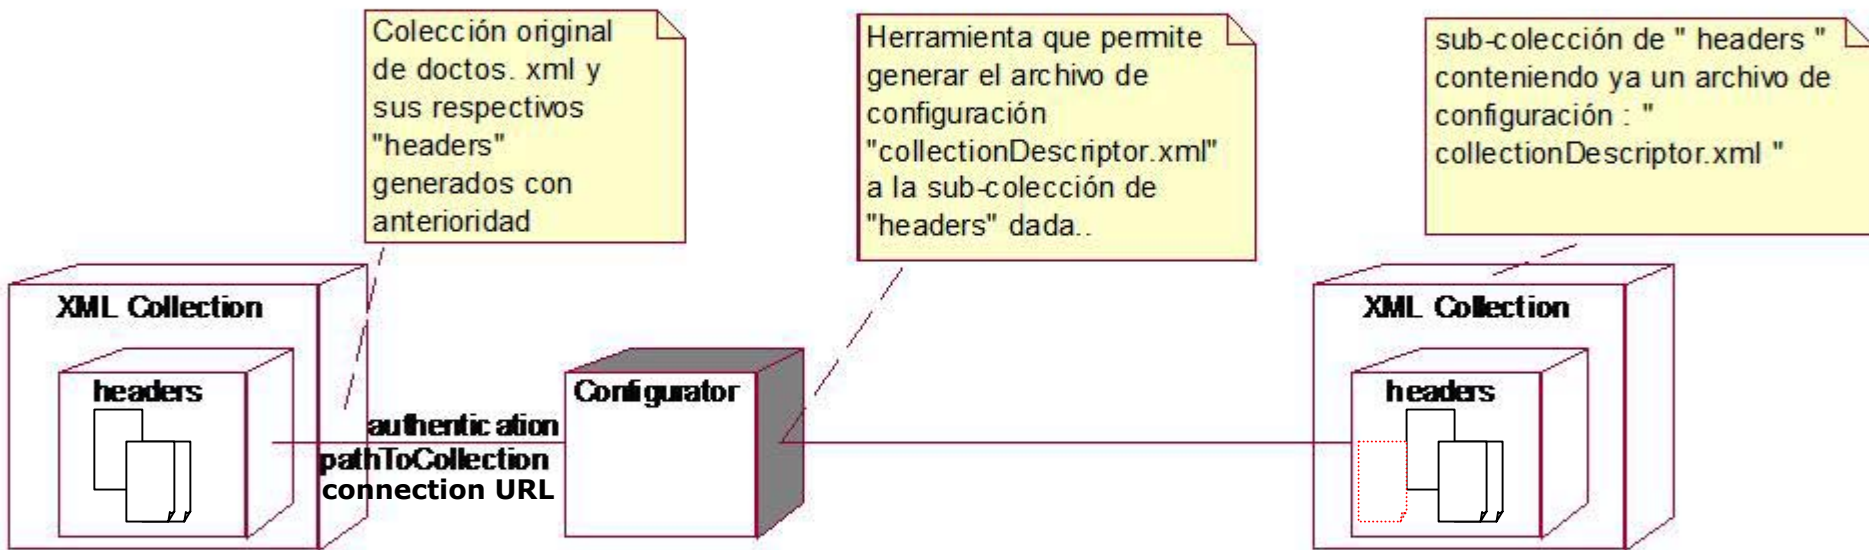 Colección original
de doctos. xml y
sus respectivos
"headers"
generados con
anterioridad
Herramienta que permite
generar el archivo de
configuración
"collectionDescriptor.xml"
a la sub-colección de
"headers" dada..
sub-colección de " headers "
conteniendo ya un archivo de
configuración : "
collectionDescriptor.xml "
XML Collection
headers
authentication
pathToCollection
connection URL
Configurator
XML Collection
headers